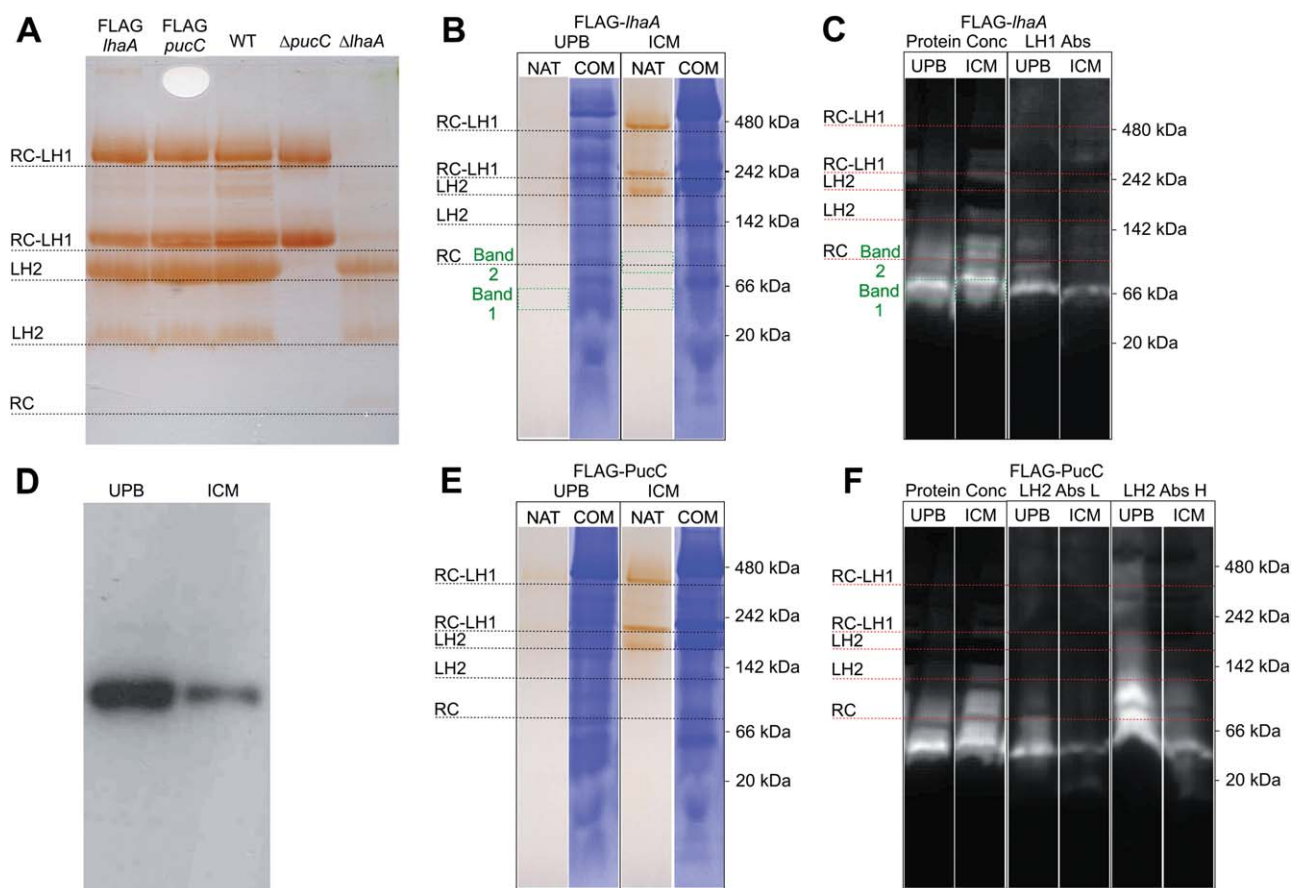 A
FLAG lhaA
FLAG pucC
WT
ΔpucC
ΔlhaA
RC-LH1
RC-LH1
LH2
LH2
RC
B
FLAG-lhaA
UPB ICM
NAT COM NAT COM
RC-LH1
RC-LH1
LH2
LH2
RC
Band 2
Band 1
480 kDa
242 kDa
142 kDa
66 kDa
20 kDa
C
FLAG-lhaA
Protein Conc LH1 Abs
UPB ICM UPB ICM
RC-LH1
RC-LH1
LH2
LH2
RC
Band 2
Band 1
480 kDa
242 kDa
142 kDa
66 kDa
20 kDa
D
UPB ICM
E
FLAG-PucC
UPB ICM
NAT COM NAT COM
RC-LH1
RC-LH1
LH2
LH2
RC
480 kDa
242 kDa
142 kDa
66 kDa
20 kDa
F
FLAG-PucC
Protein Conc LH2 Abs L LH2 Abs H
UPB ICM UPB ICM UPB ICM
RC-LH1
RC-LH1
LH2
LH2
RC
480 kDa
242 kDa
142 kDa
66 kDa
20 kDa